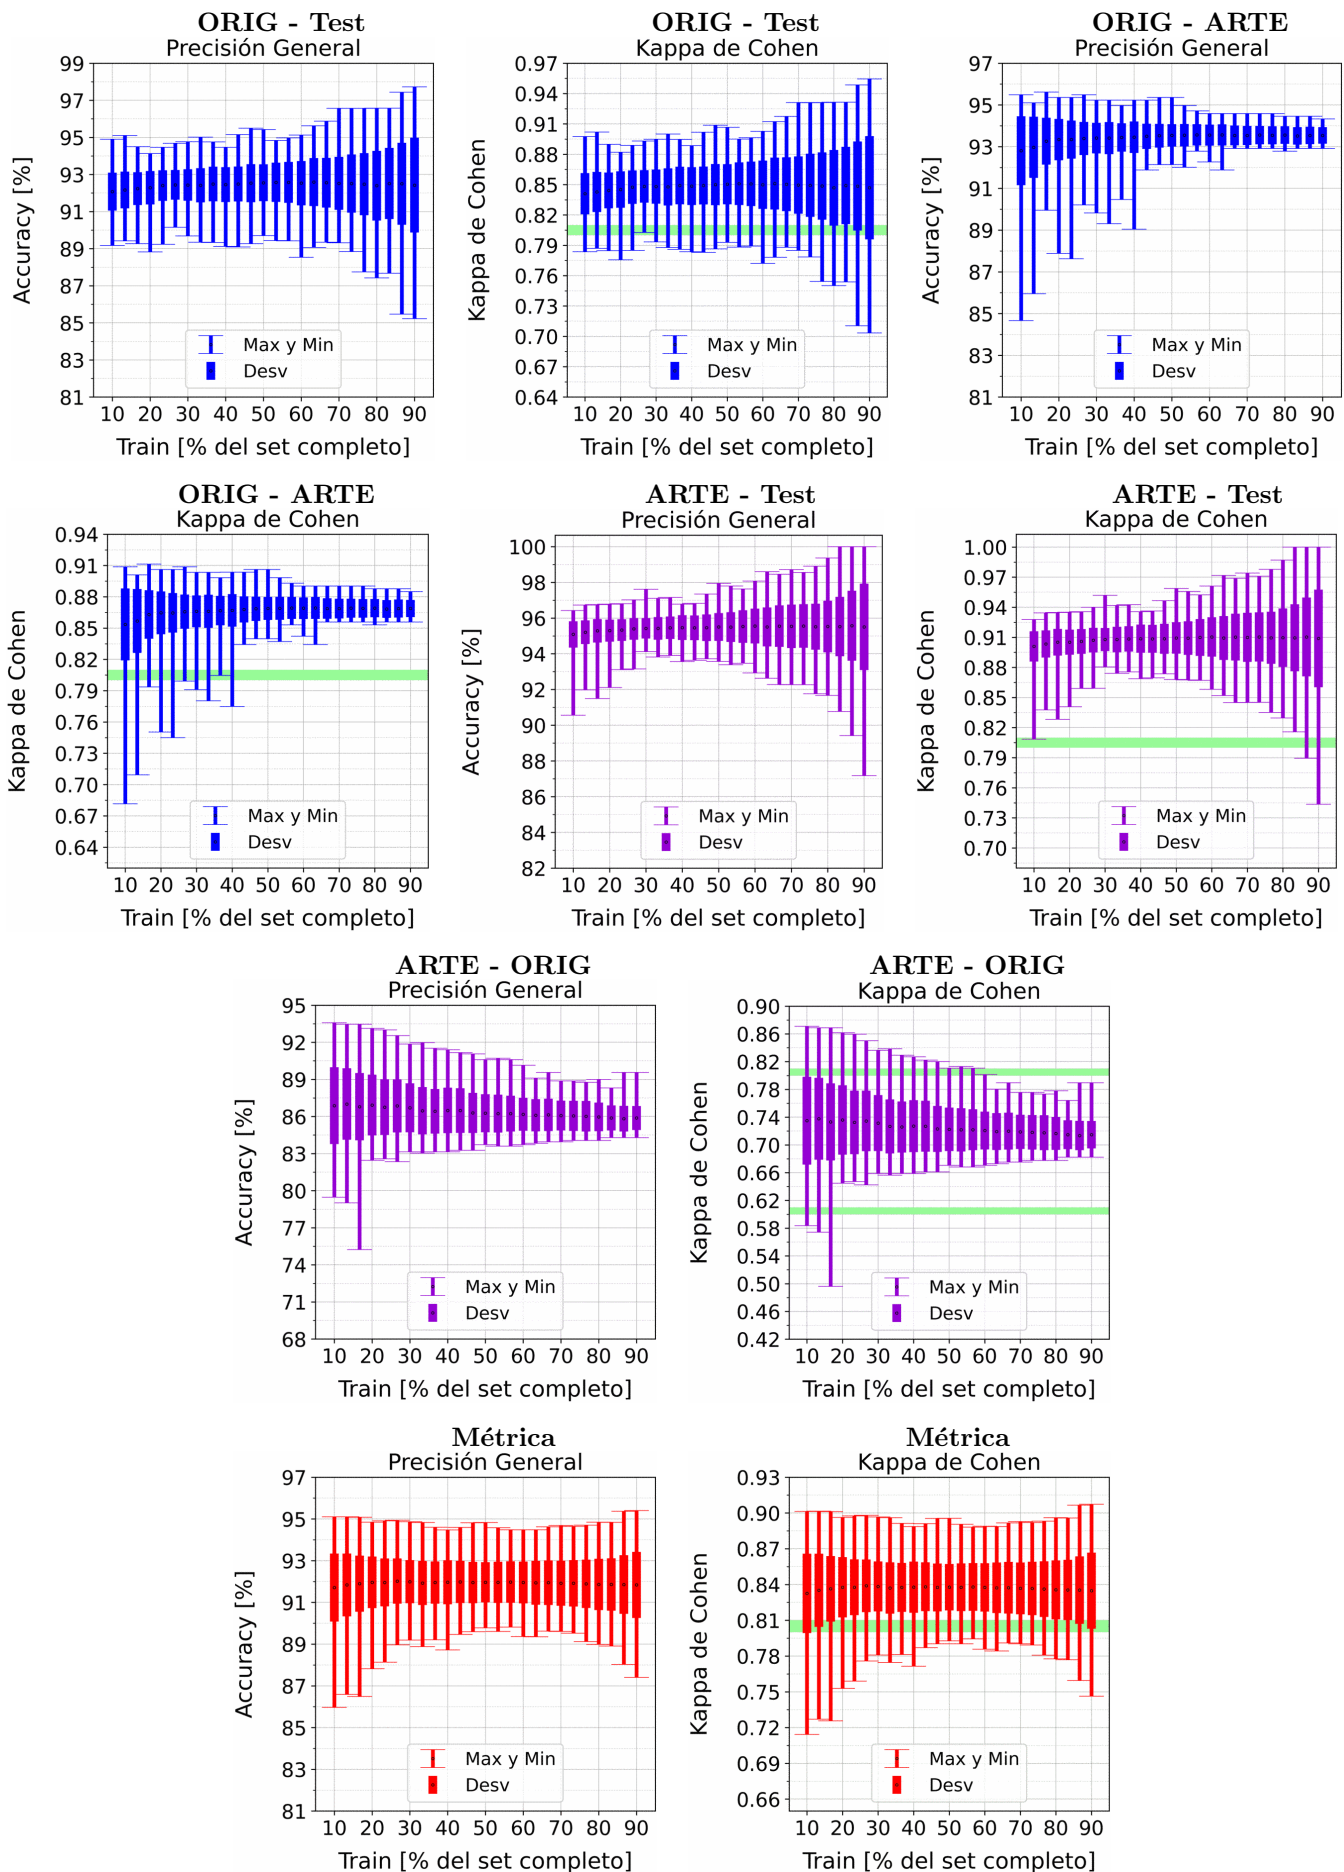 ORIG - Test
Precisión General
99
97
95
93
91
89
87
85
83
81
Accuracy [%]
Max y Min
Desv
10 20 30 40 50 60 70 80 90
Train [% del set completo]
ORIG - Test
Kappa de Cohen
0.97
0.94
0.91
0.88
0.85
0.82
0.79
0.76
0.73
0.70
0.67
0.64
Kappa de Cohen
Max y Min
Desv
10 20 30 40 50 60 70 80 90
Train [% del set completo]
ORIG - ARTE
Precisión General
97
95
93
91
89
87
85
83
81
Accuracy [%]
Max y Min
Desv
10 20 30 40 50 60 70 80 90
Train [% del set completo]
ORIG - ARTE
Kappa de Cohen
0.94
0.91
0.88
0.85
0.82
0.79
0.76
0.73
0.70
0.67
0.64
Kappa de Cohen
Max y Min
Desv
10 20 30 40 50 60 70 80 90
Train [% del set completo]
ARTE - Test
Precisión General
100
98
96
94
92
90
88
86
84
82
Accuracy [%]
Max y Min
Desv
10 20 30 40 50 60 70 80 90
Train [% del set completo]
ARTE - Test
Kappa de Cohen
1.00
0.97
0.94
0.91
0.88
0.85
0.82
0.79
0.76
0.73
0.70
Kappa de Cohen
Max y Min
Desv
10 20 30 40 50 60 70 80 90
Train [% del set completo]
ARTE - ORIG
Precisión General
95
92
89
86
83
80
77
74
71
68
Accuracy [%]
Max y Min
Desv
10 20 30 40 50 60 70 80 90
Train [% del set completo]
ARTE - ORIG
Kappa de Cohen
0.90
0.86
0.82
0.78
0.74
0.70
0.66
0.62
0.58
0.54
0.50
0.46
0.42
Kappa de Cohen
Max y Min
Desv
10 20 30 40 50 60 70 80 90
Train [% del set completo]
Métrica
Precisión General
97
95
93
91
89
87
85
83
81
Accuracy [%]
Max y Min
Desv
10 20 30 40 50 60 70 80 90
Train [% del set completo]
Métrica
Kappa de Cohen
0.93
0.90
0.87
0.84
0.81
0.78
0.75
0.72
0.69
0.66
Kappa de Cohen
Max y Min
Desv
10 20 30 40 50 60 70 80 90
Train [% del set completo]